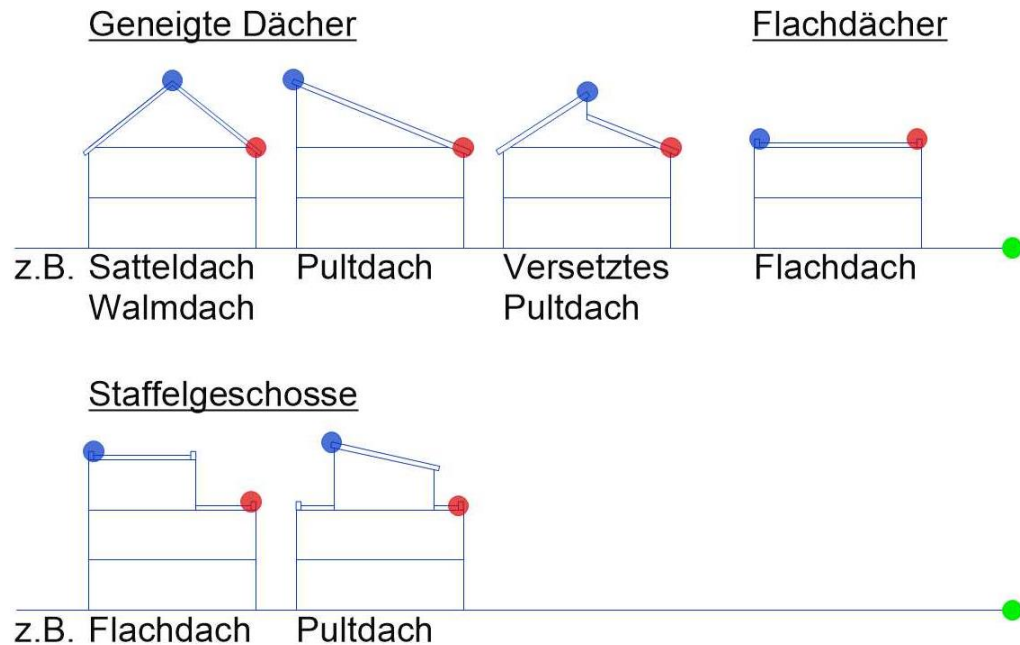 Geneigte Dächer
Flachdächer
z.B. Satteldach Pultdach Versetztes Flachdach
Walmdach Pultdach
Staffelgeschosse
z.B. Flachdach Pultdach